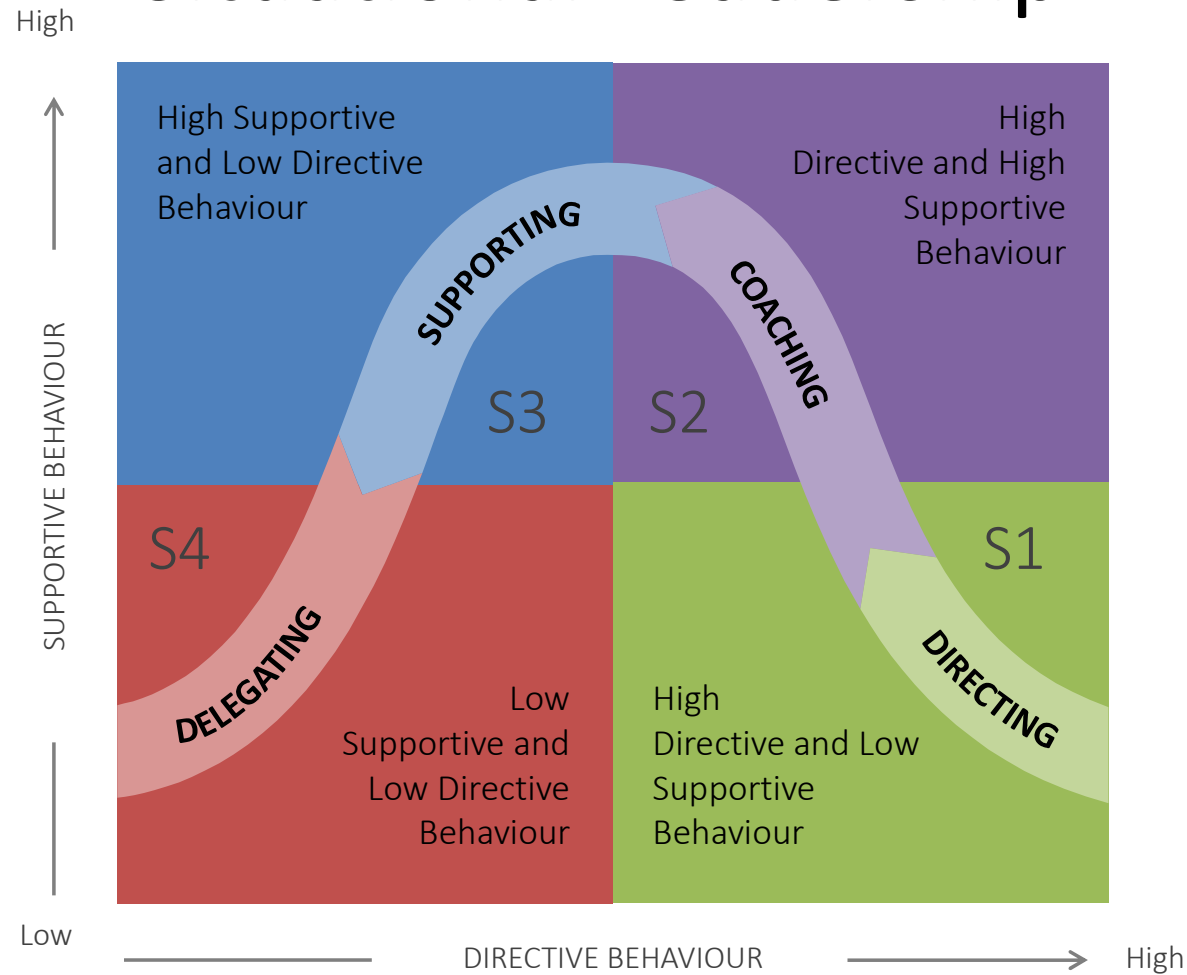 High
High Supportive
and Low Directive
Behaviour
High
Directive and High
Supportive
Behaviour
SUPPORTING
COACHING
S3
S2
SUPPORTIVE BEHAVIOUR
S4
S1
DELEGATING
DIRECTING
Low
Supportive and
Low Directive
Behaviour
High
Directive and Low
Supportive
Behaviour
Low
DIRECTIVE BEHAVIOUR
High